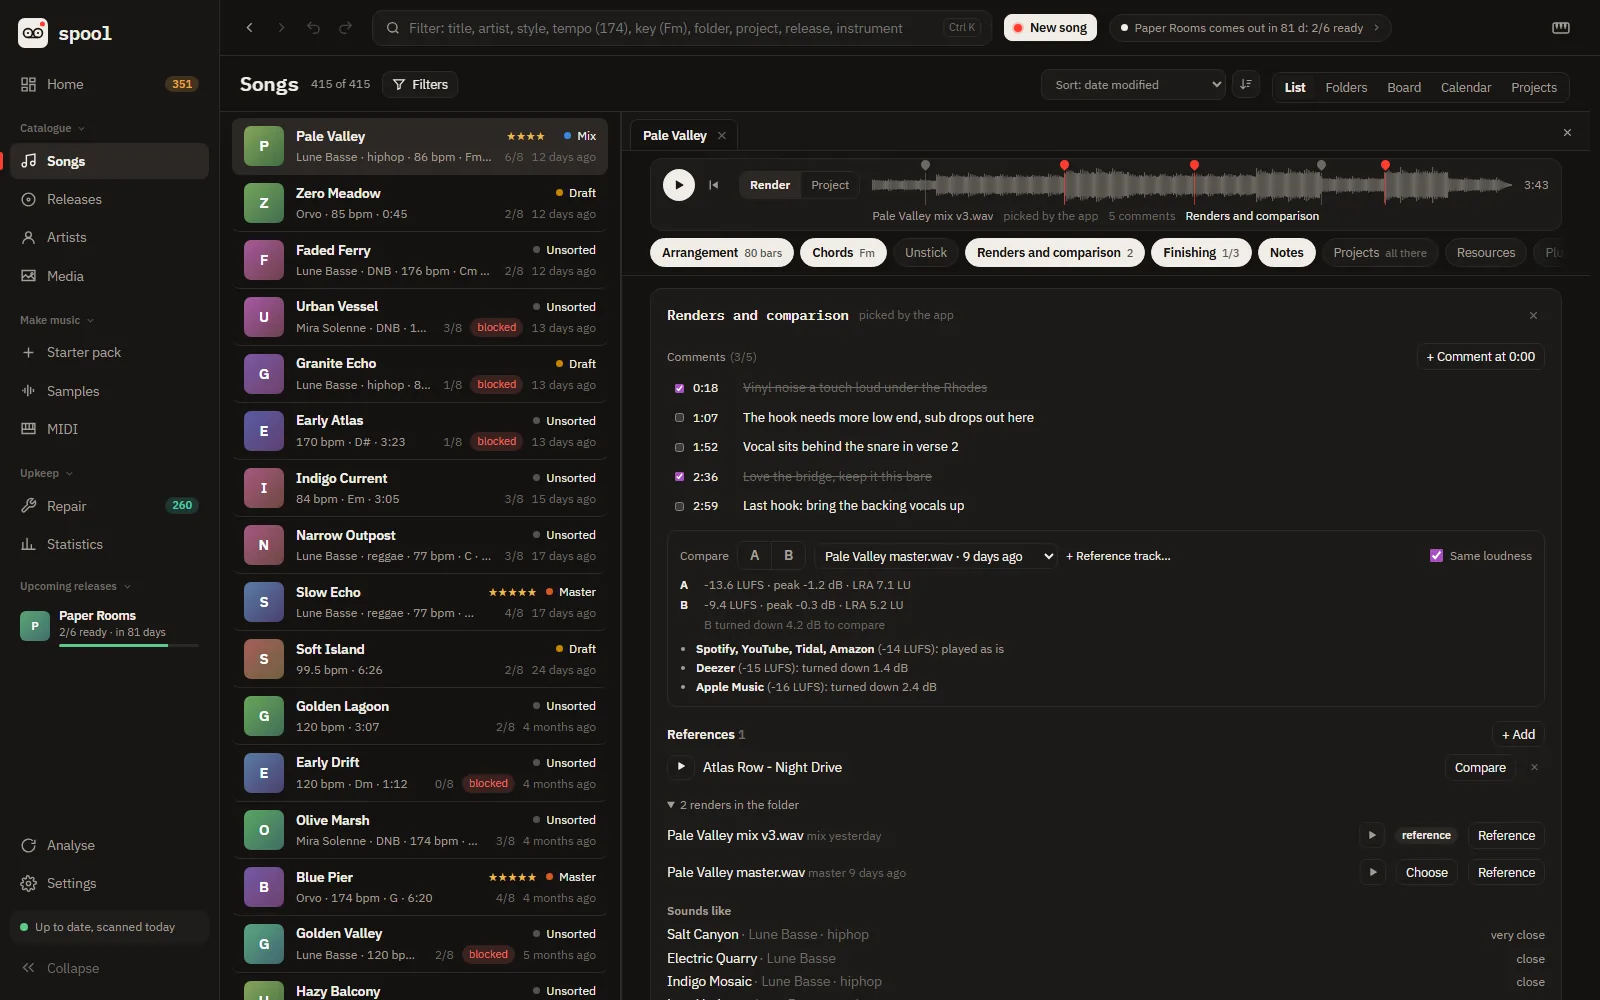 spool
Filter: title, artist, style, tempo (174), key (Fm), folder, project, release, instrument
Ctrl K
New song
Paper Rooms comes out in 81 d: 2/6 ready
Home
351
Catalogue
Songs
Releases
Artists
Media
Make music
Starter pack
Samples
MIDI
Upkeep
Repair
260
Statistics
Upcoming releases
P
Paper Rooms
2/6 ready · in 81 days
Analyse
Settings
Up to date, scanned today
Collapse
Songs
415 of 415
Filters
Sort: date modified
List
Folders
Board
Calendar
Projects
P
Pale Valley
★★★★
Mix
Lune Basse · hiphop · 86 bpm · Fm...
6/8
12 days ago
Z
Zero Meadow
Draft
Orvo · 85 bpm · 0:45
2/8
12 days ago
F
Faded Ferry
Unsorted
Lune Basse · DNB · 176 bpm · Cm ...
2/8
12 days ago
U
Urban Vessel
Unsorted
Mira Solenne · DNB · 1...
3/8
blocked
13 days ago
G
Granite Echo
Draft
Lune Basse · hiphop · 8...
1/8
blocked
13 days ago
E
Early Atlas
Unsorted
170 bpm · D# · 3:23
1/8
blocked
13 days ago
I
Indigo Current
Unsorted
84 bpm · Em · 3:05
3/8
15 days ago
N
Narrow Outpost
Unsorted
Lune Basse · reggae · 77 bpm · C · ...
3/8
17 days ago
S
Slow Echo
★★★★★
Master
Lune Basse · reggae · 77 bpm · ...
4/8
17 days ago
S
Soft Island
Draft
99.5 bpm · 6:26
2/8
24 days ago
G
Golden Lagoon
Unsorted
120 bpm · 3:07
2/8
4 months ago
E
Early Drift
Unsorted
120 bpm · Dm · 1:12
0/8
blocked
4 months ago
O
Olive Marsh
Unsorted
Mira Solenne · DNB · 174 bpm · ...
3/8
4 months ago
B
Blue Pier
★★★★★
Master
Orvo · 174 bpm · G · 6:20
4/8
4 months ago
G
Golden Valley
Unsorted
Lune Basse · 120 bp...
2/8
blocked
5 months ago
Hazy Balcony
Unsorted
Pale Valley
Render
Project
3:43
Pale Valley mix v3.wav
picked by the app
5 comments
Renders and comparison
Arrangement 80 bars
Chords Fm
Unstick
Renders and comparison 2
Finishing 1/3
Notes
Projects all there
Resources
Renders and comparison
picked by the app
Comments (3/5)
+ Comment at 0:00
0:18
Vinyl noise a touch loud under the Rhodes
1:07
The hook needs more low end, sub drops out here
1:52
Vocal sits behind the snare in verse 2
2:36
Love the bridge, keep it this bare
2:59
Last hook: bring the backing vocals up
Compare
A
B
Pale Valley master.wav · 9 days ago
+ Reference track...
Same loudness
A
-13.6 LUFS · peak -1.2 dB · LRA 7.1 LU
B
-9.4 LUFS · peak -0.3 dB · LRA 5.2 LU
B turned down 4.2 dB to compare
• Spotify, YouTube, Tidal, Amazon (-14 LUFS): played as is
• Deezer (-15 LUFS): turned down 1.4 dB
• Apple Music (-16 LUFS): turned down 2.4 dB
References 1
+ Add
Atlas Row - Night Drive
Compare
2 renders in the folder
Pale Valley mix v3.wav mix yesterday
reference
Reference
Pale Valley master.wav master 9 days ago
Choose
Reference
Sounds like
Salt Canyon · Lune Basse · hiphop
very close
Electric Quarry · Lune Basse
close
Indigo Mosaic · Lune Basse · hiphop
close